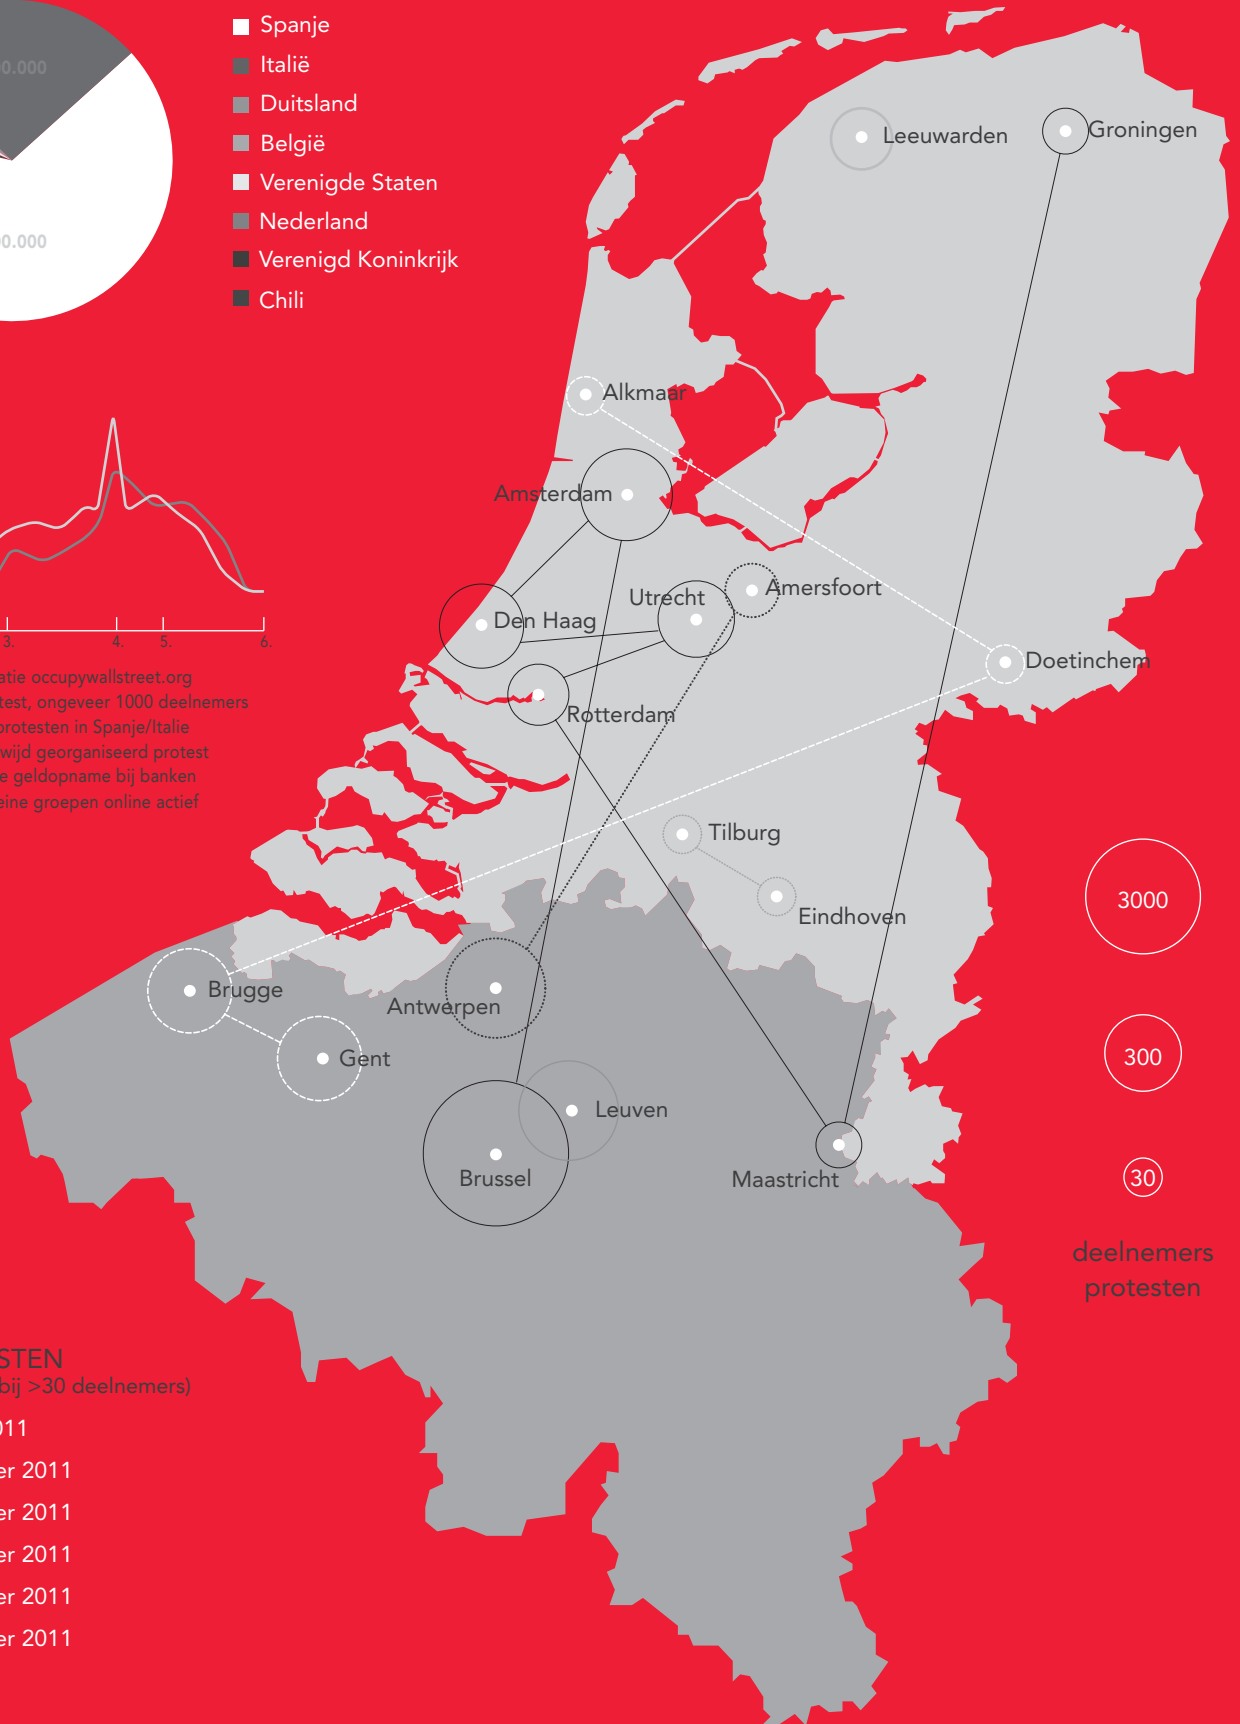 0.000
0.000
Spanje
Italië
Duitsland
België
Verenigde Staten
Nederland
Verenigd Koninkrijk
Chili
3.
4.
5.
6.
atie occupywallstreet.org
test, ongeveer 1000 deelnemers
protesten in Spanje/Italie
wijd georganiseerd protest
e geldopname bij banken
eine groepen online actief
Leeuwarden
Groningen
Alkmaar
Amsterdam
Utrecht
Amersfoort
Den Haag
Doetinchem
Rotterdam
Tilburg
Eindhoven
Brugge
Antwerpen
Gent
Leuven
Brussel
Maastricht
3000
300
30
deelnemers
protesten
STEN
bij >30 deelnemers)
011
er 2011
er 2011
er 2011
er 2011
er 2011